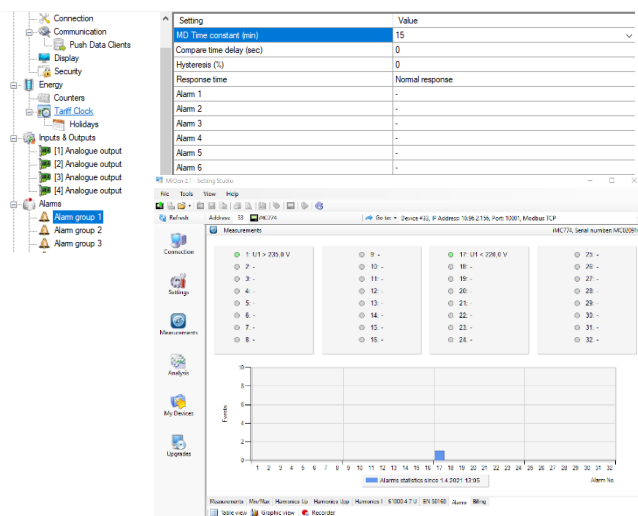 Connection
Communication
Push Data Clients
Display
Security
Energy
Counters
Tariff Clock
Holidays
Inputs & Outputs
[1] Analogue output
[2] Analogue output
[3] Analogue output
[4] Analogue output
Alarms
Alarm group 1
Alarm group 2
Alarm group 3
Setting Value
MD Time constant (min) 15
Compare time delay (sec) 0
Hysteresis (%) 0
Response time Normal response
Alarm 1 -
Alarm 2 -
Alarm 3 -
Alarm 4 -
Alarm 5 -
Alarm 6 -
MiQen 2.1 - Setting Studio
File Tools View Help
Refresh Address: 33 iMC774 Go to: Device #33, IP Address: 10.96.2.156, Port: 10001, Modbus TCP
Measurements iMC774, Serial number: MC02091
Connection
Settings
Measurements
Analysis
My Devices
Upgrades
1: U1 > 235,0 V 9: - 17: U1 < 228,0 V 25: -
2: - 10: - 18: - 26: -
3: - 11: - 19: - 27: -
4: - 12: - 20: - 28: -
5: - 13: - 21: - 29: -
6: - 14: - 22: - 30: -
7: - 15: - 23: - 31: -
8: - 16: - 24: - 32: -
Events
10
8
6
4
2
0
1 2 3 4 5 6 7 8 9 10 11 12 13 14 15 16 17 18 19 20 21 22 23 24 25 26 27 28 29 30 31 32
Alarms statistics since 1.4.2021 12:05 Alarm No.
Measurements Min/Max Harmonics Up Harmonics Upp Harmonics I 61000-4-7 U EN 50160 Alarms Billing
Table view Graphic view Recorder